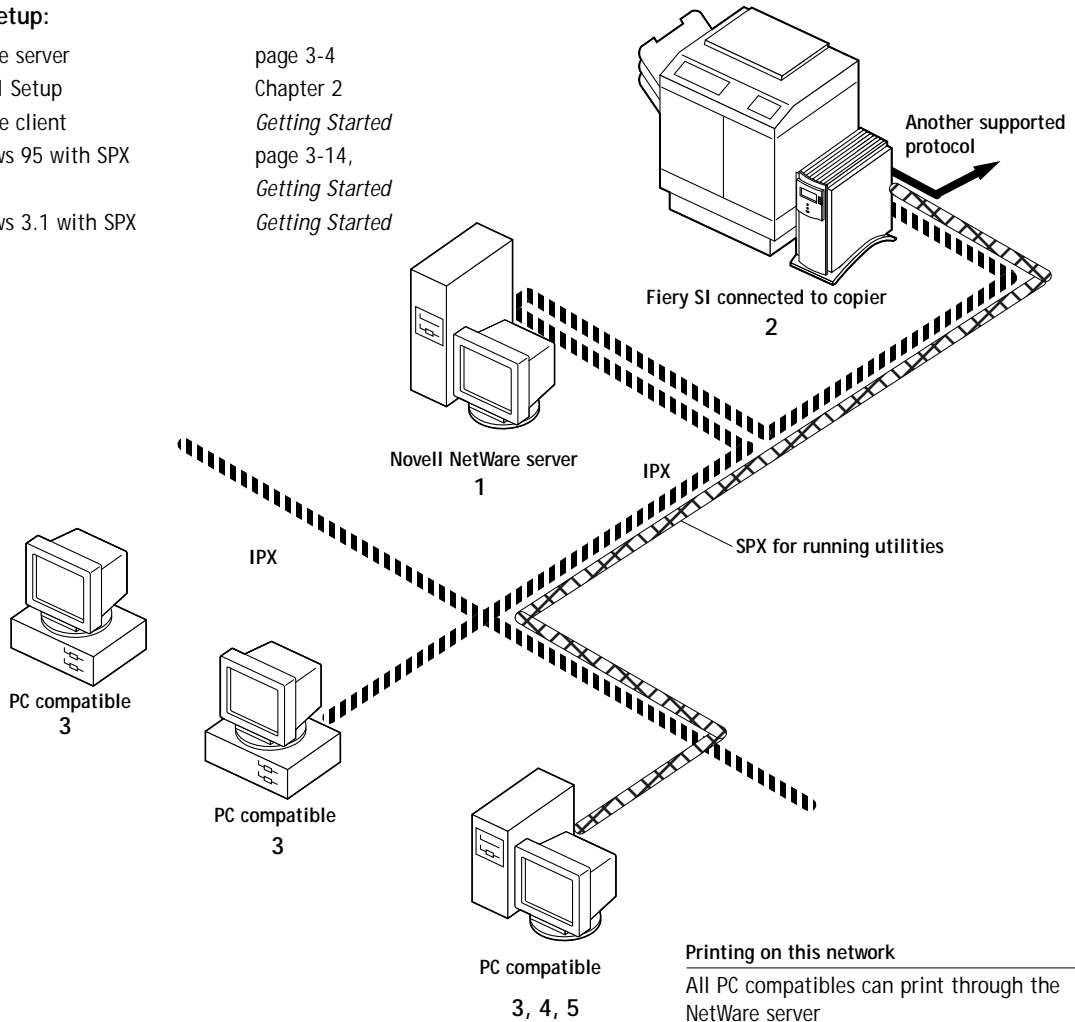 etup:
e server page 3-4
l Setup Chapter 2
e client Getting Started
ws 95 with SPX page 3-14,
Getting Started
ws 3.1 with SPX Getting Started
Another supported
protocol
Fiery SI connected to copier
2
Novell NetWare server
1
IPX
SPX for running utilities
IPX
PC compatible
3
PC compatible
3
PC compatible
3, 4, 5
Printing on this network
All PC compatibles can print through the
NetWare server